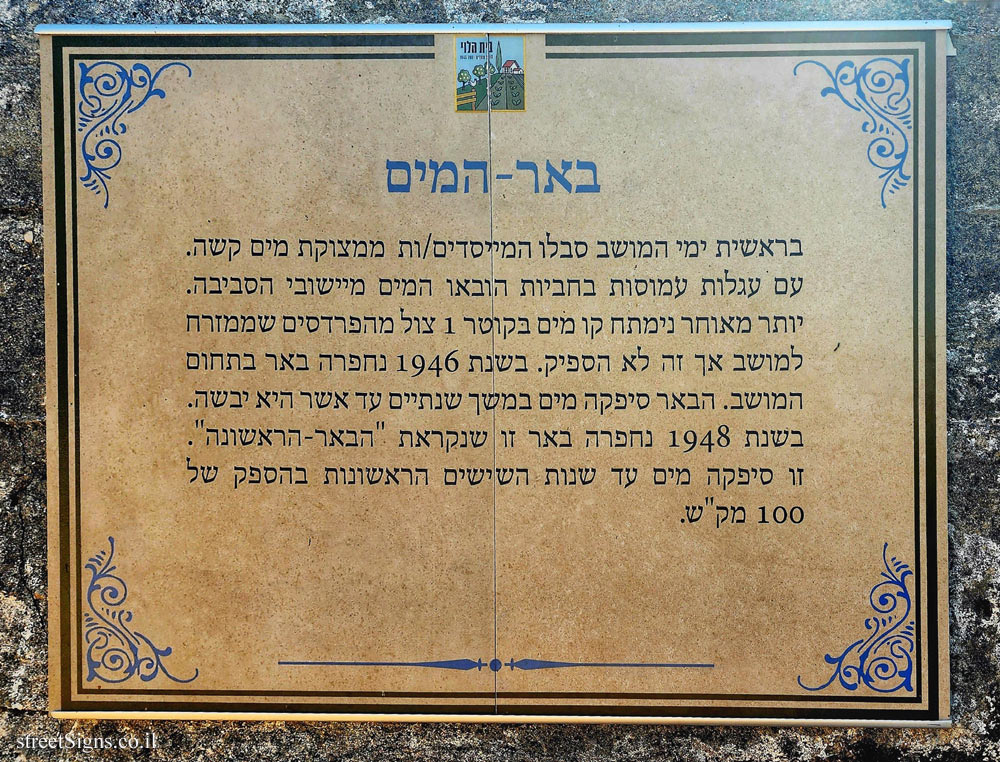 בית הלוי
באר-המים
בראשית ימי המושב סבלו המייסדים/ות ממצוקת מים קשה.
עם עגלות עמוסות בחביות הובאו המים מיישובי הסביבה.
יותר מאוחר נימתח קו מים בקוטר 1 צול מהפרדסים שממזרח
למושב אך זה לא הספיק. בשנת 1946 נחפרה באר בתחום
המושב. הבאר סיפקה מים במשך שנתיים עד אשר היא יבשה.
בשנת 1948 נחפרה באר זו שנקראת "הבאר-הראשונה".
זו סיפקה מים עד שנות השישים הראשונות בהספק של
100 מק"ש.
streetSigns.co.il